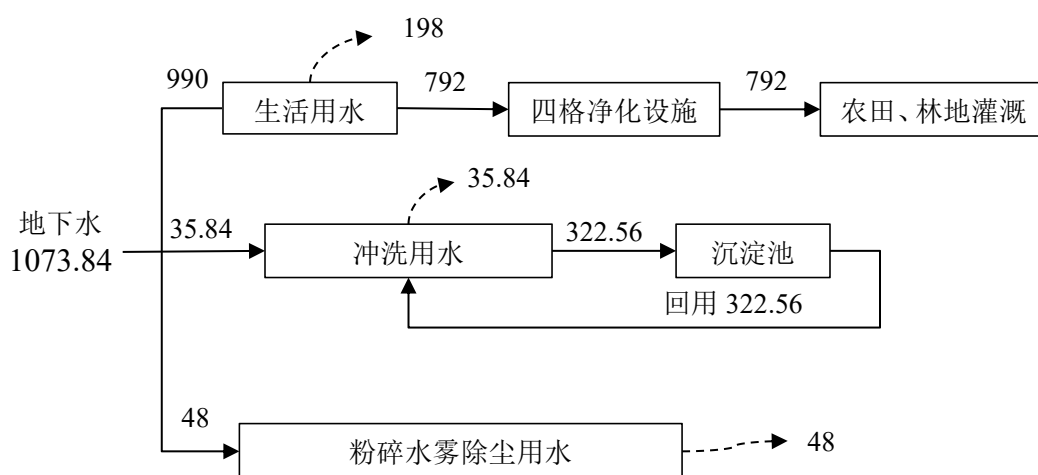 198
990
生活用水
792
四格净化设施
792
农田、林地灌溉
35.84
地下水
1073.84
35.84
冲洗用水
322.56
沉淀池
回用 322.56
48
粉碎水雾除尘用水
48